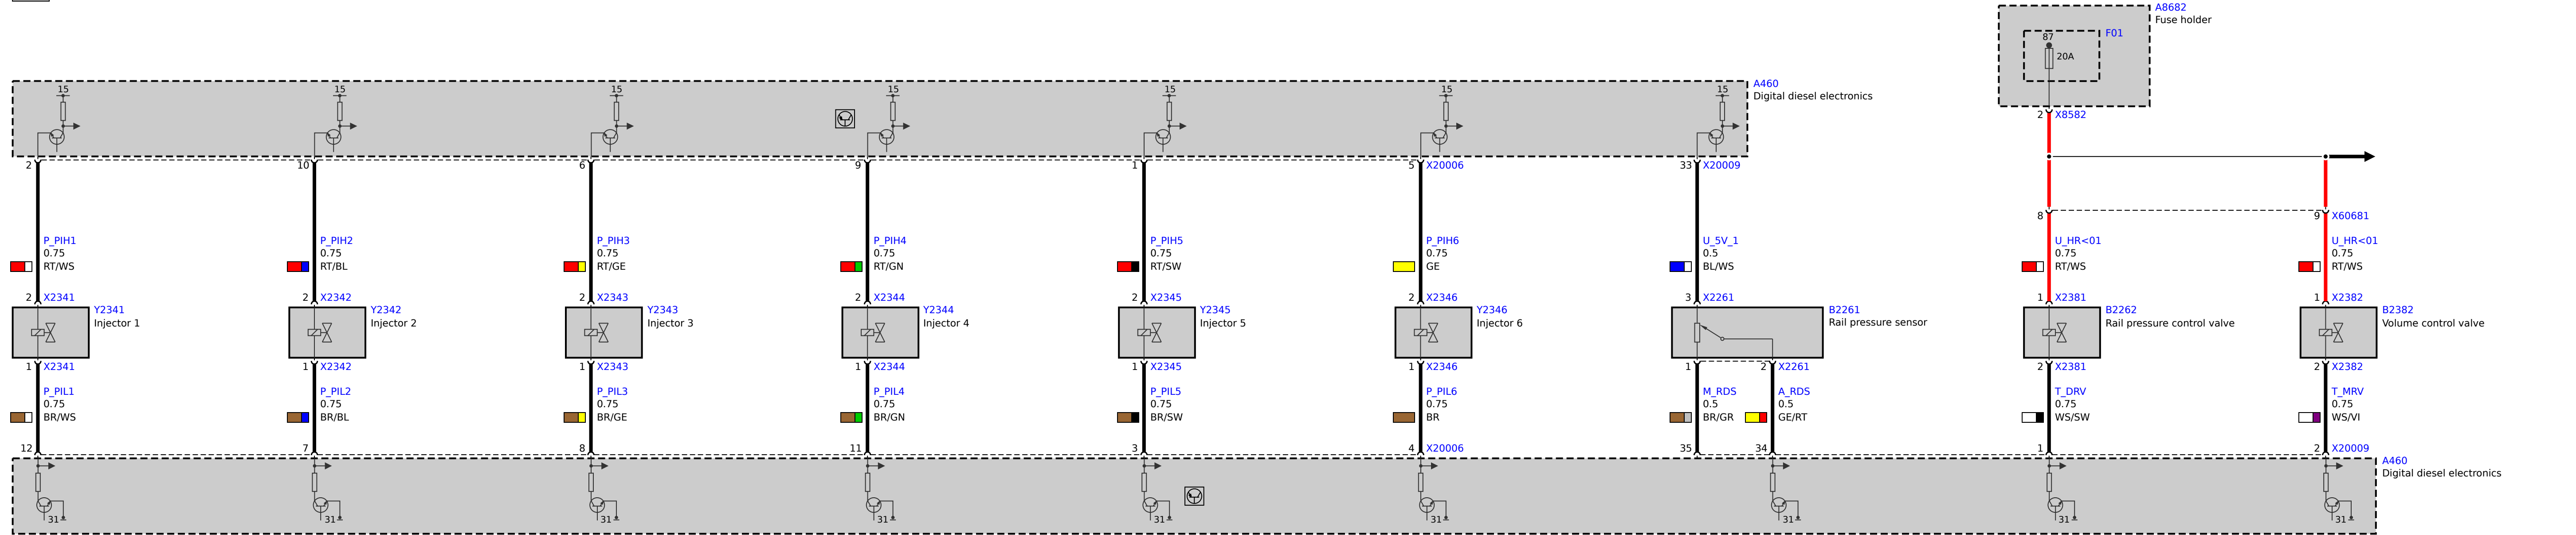 A8682
Fuse holder
F01
87
20A
A460
Digital diesel electronics
15 15 15 15 15 15 15
2 X8582
2 10 6 9 1 5 X20006 33 X20009
8 9 X60681
P_PIH1 P_PIH2 P_PIH3 P_PIH4 P_PIH5 P_PIH6 U_5V_1 U_HR<01 U_HR<01
0.75 0.75 0.75 0.75 0.75 0.75 0.5 0.75 0.75
RT/WS RT/BL RT/GE RT/GN RT/SW GE BL/WS RT/WS RT/WS
2 X2341 2 X2342 2 X2343 2 X2344 2 X2345 2 X2346 3 X2261 1 X2381 1 X2382
Y2341 Y2342 Y2343 Y2344 Y2345 Y2346 B2261 B2262 B2382
Injector 1 Injector 2 Injector 3 Injector 4 Injector 5 Injector 6 Rail pressure sensor Rail pressure control valve Volume control valve
1 X2341 1 X2342 1 X2343 1 X2344 1 X2345 1 X2346 1 2 X2261 2 X2381 2 X2382
P_PIL1 P_PIL2 P_PIL3 P_PIL4 P_PIL5 P_PIL6 M_RDS A_RDS T_DRV T_MRV
0.75 0.75 0.75 0.75 0.75 0.75 0.5 0.5 0.75 0.75
BR/WS BR/BL BR/GE BR/GN BR/SW BR BR/GR GE/RT WS/SW WS/VI
12 7 8 11 3 4 X20006 35 34 1 2 X20009
A460
Digital diesel electronics
31 31 31 31 31 31 31 31 31